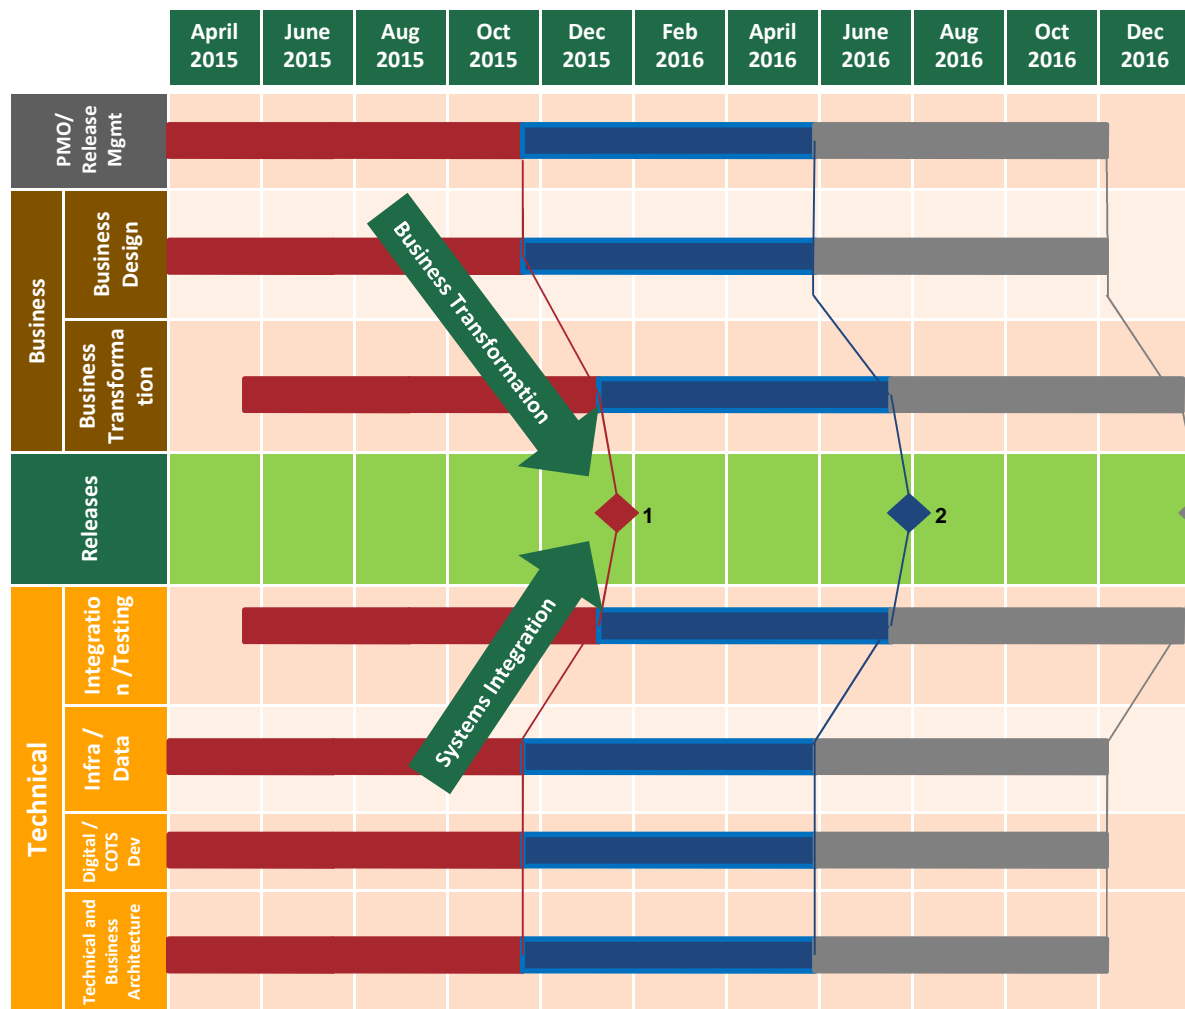 April
2015
June
2015
Aug
2015
Oct
2015
Dec
2015
Feb
2016
April
2016
June
2016
Aug
2016
Oct
2016
Dec
2016
PMO/
Release
Mgmt
Business
Business
Design
Business
Transforma
tion
Business Transformation
Releases
1
2
Technical
Integratio
n /Testing
Systems Integration
Infra /
Data
Digital /
COTS
Dev
Technical and
Business
Architecture